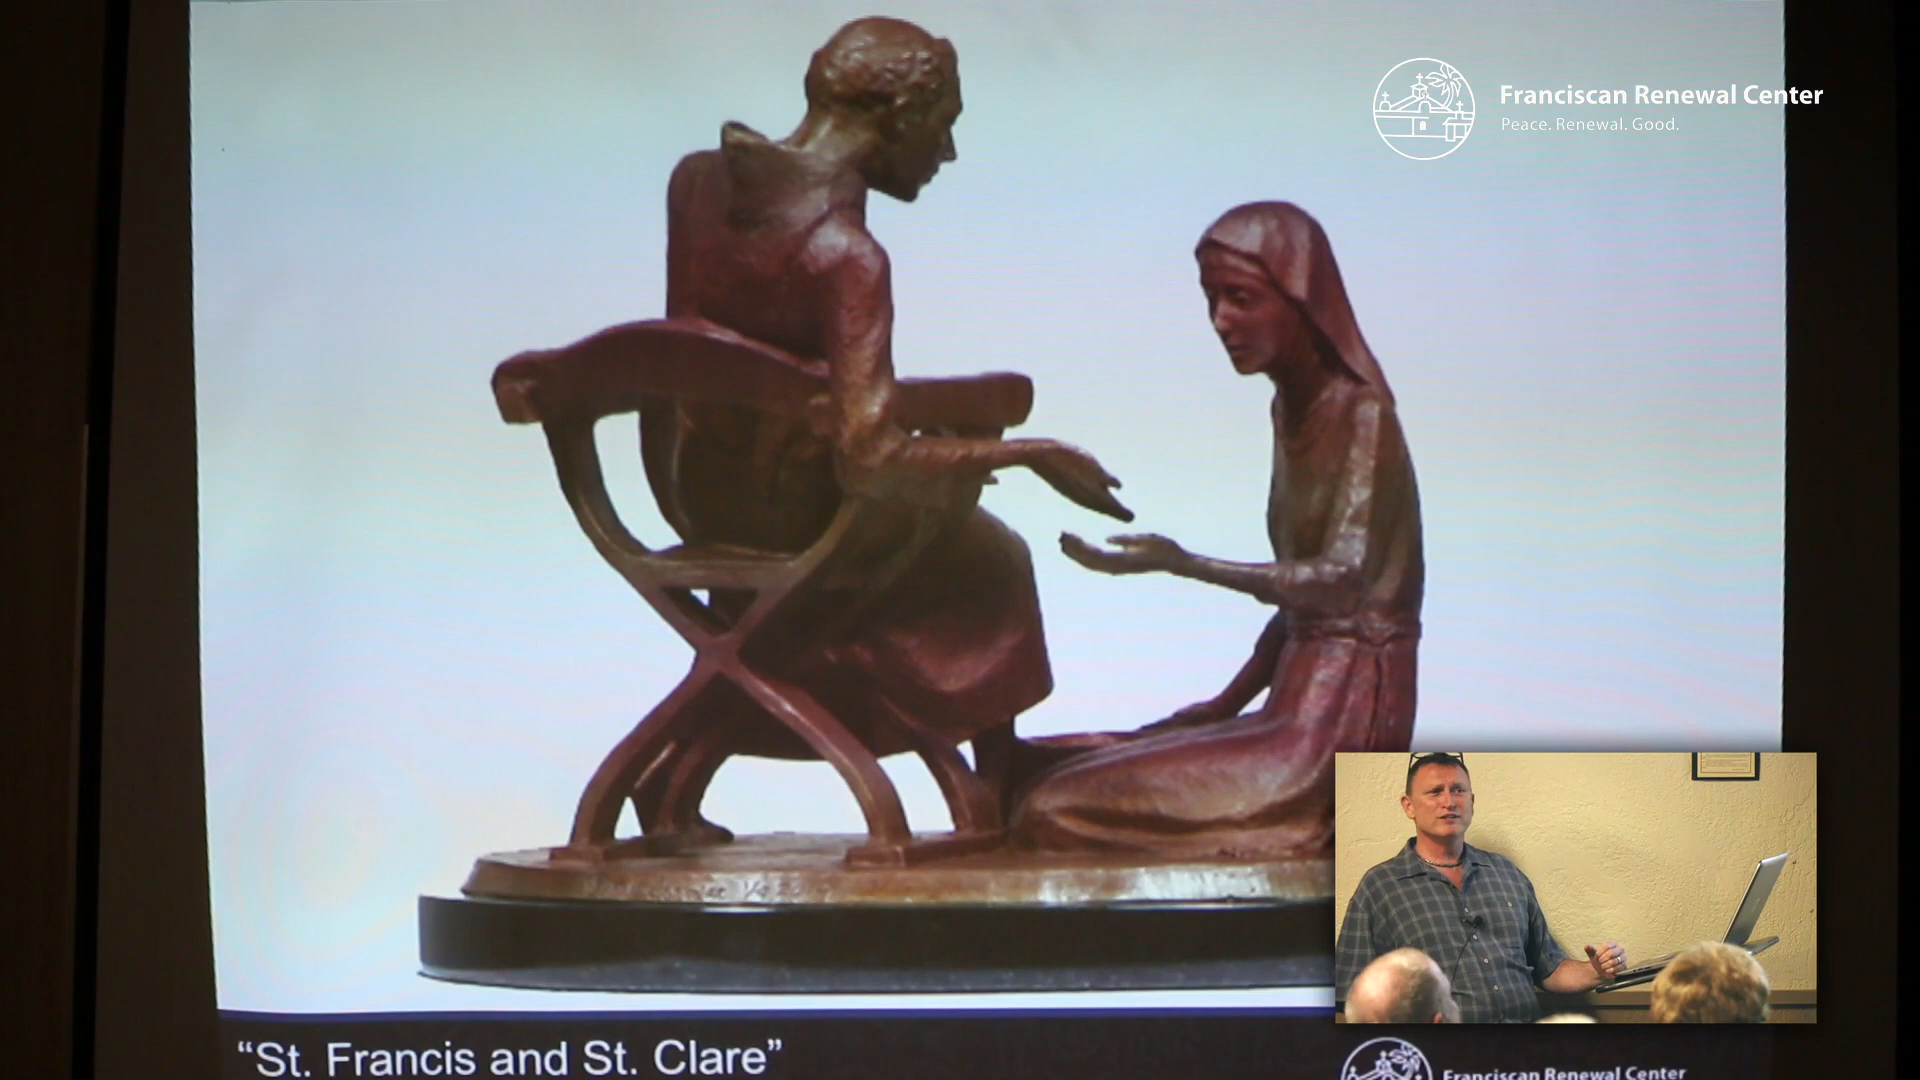 Franciscan Renewal Center
Peace. Renewal. Good.
“St. Francis and St. Clare”
Franciscan Renewal Center